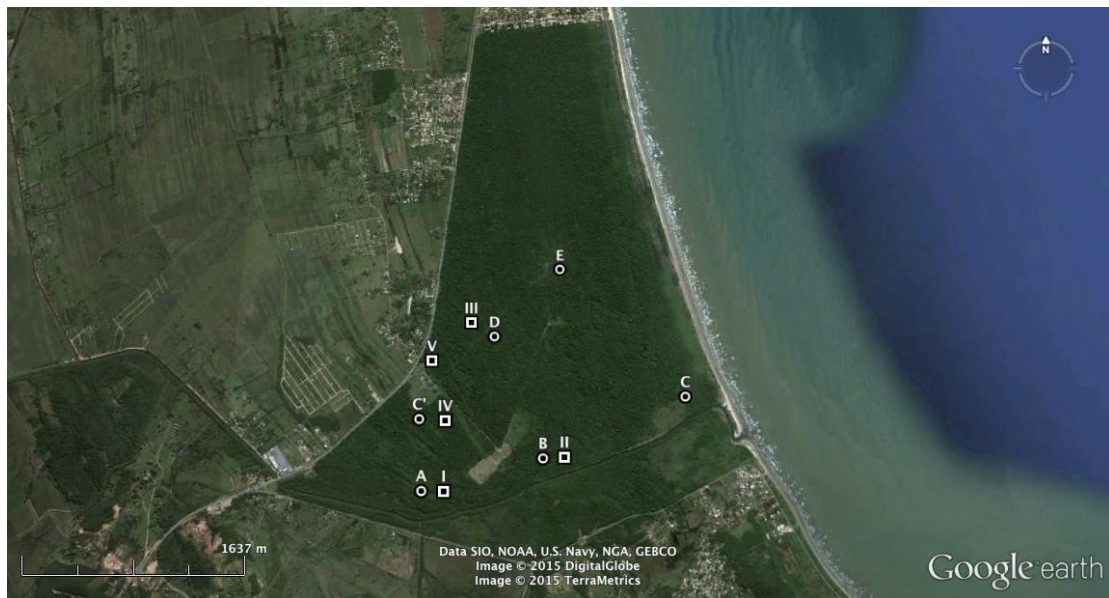 N
E
III
D
V
C
C' IV
B II
A I
1637 m
Data SIO, NOAA, U.S. Navy, NGA, GEBCO
Image © 2015 DigitalGlobe
Image © 2015 TerraMetrics
Google earth